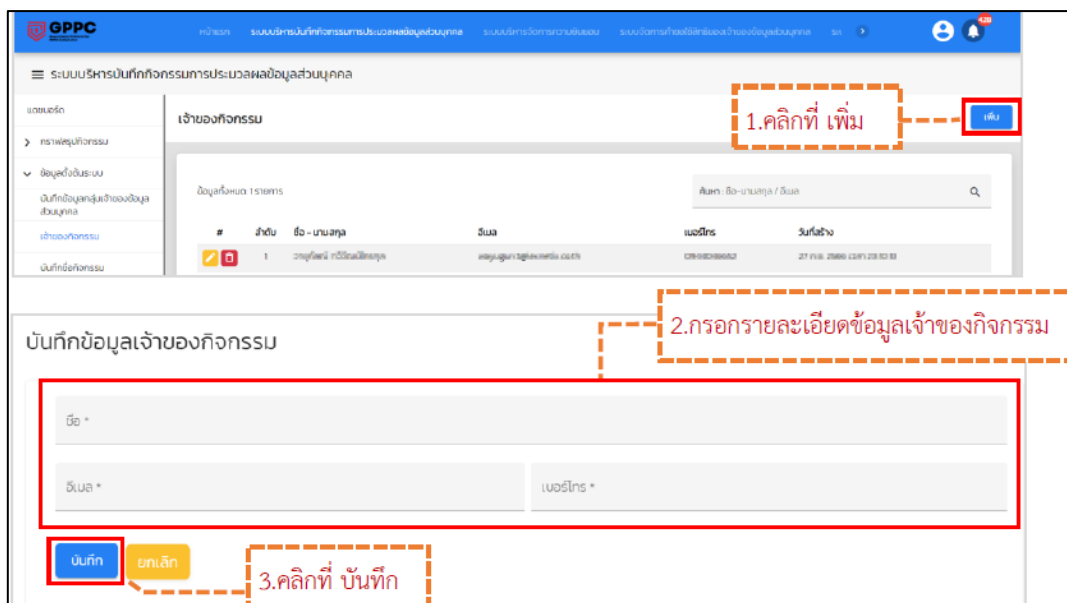 GPPC
หน้าแรก ระบบบริหารบันทึกกิจกรรมการประมวลผลข้อมูลส่วนบุคคล ระบบบริหารจัดการความยินยอม ระบบจัดการคำขอใช้สิทธิของเจ้าของข้อมูลส่วนบุคคล
428
ระบบบริหารบันทึกกิจกรรมการประมวลผลข้อมูลส่วนบุคคล
แดชบอร์ด
กราฟสรุปกิจกรรม
ข้อมูลตั้งต้นระบบ
บันทึกข้อมูลกลุ่มเจ้าของข้อมูล
ส่วนบุคคล
เจ้าของกิจกรรม
บันทึกชื่อกิจกรรม
เจ้าของกิจกรรม
1.คลิกที่ เพิ่ม
เพิ่ม
ข้อมูลทั้งหมด 1 รายการ
ค้นหา : ชื่อ-นามสกุล / อีเมล
# ลำดับ ชื่อ - นามสกุล อีเมล เบอร์โทร วันที่สร้าง
1
2.กรอกรายละเอียดข้อมูลเจ้าของกิจกรรม
บันทึกข้อมูลเจ้าของกิจกรรม
ชื่อ *
อีเมล *
เบอร์โทร *
บันทึก
ยกเลิก
3.คลิกที่ บันทึก